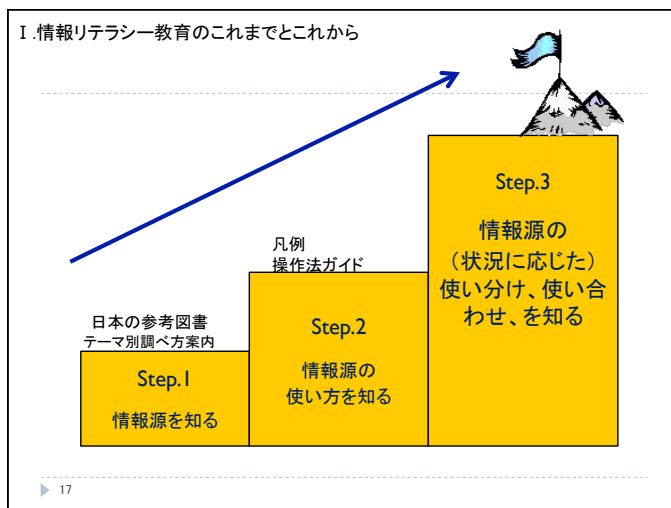 Ⅰ.情報リテラシー教育のこれまでとこれから
日本の参考図書
テーマ別調べ方案内
Step.1
情報源を知る
凡例
操作法ガイド
Step.2
情報源の
使い方を知る
Step.3
情報源の
（状況に応じた）
使い分け、使い合
わせ、を知る
17